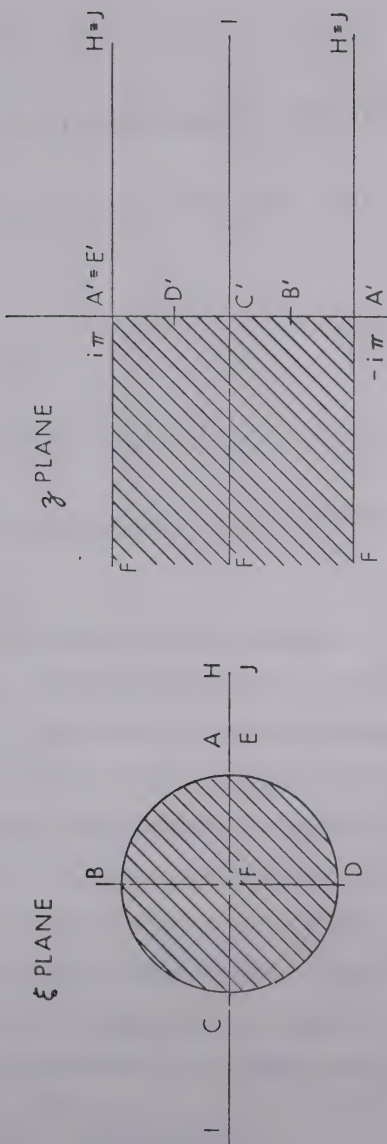 ξ PLANE
B
A H
I C F E J
D
z PLANE
iπ A' ≡ E' H ≡ J
F
D'
F C' I
B'
F -iπ A' H ≡ J